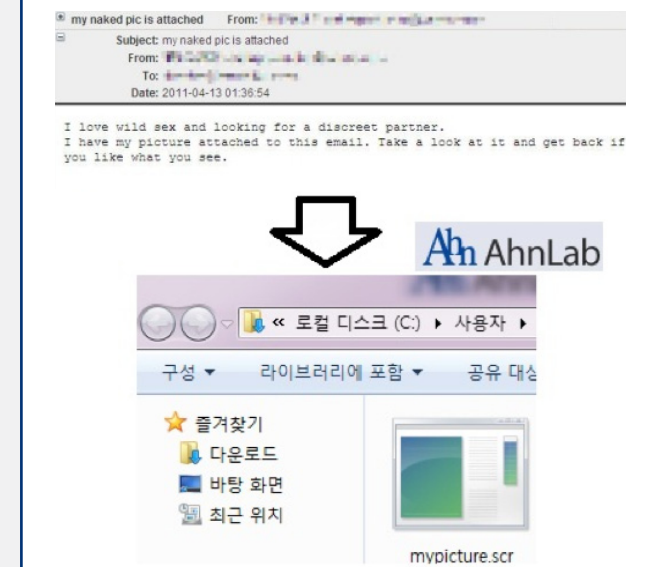 my naked pic is attached From:
Subject: my naked pic is attached
From:
To:
Date: 2011-04-13 01:36:54
I love wild sex and looking for a discreet partner.
I have my picture attached to this email. Take a look at it and get back if
you like what you see.
Ahn AhnLab
« 로컬 디스크 (C:) ▸ 사용자 ▸
구성 ▾ 라이브러리에 포함 ▾ 공유 대상
즐겨찾기
다운로드
바탕 화면
최근 위치
mypicture.scr